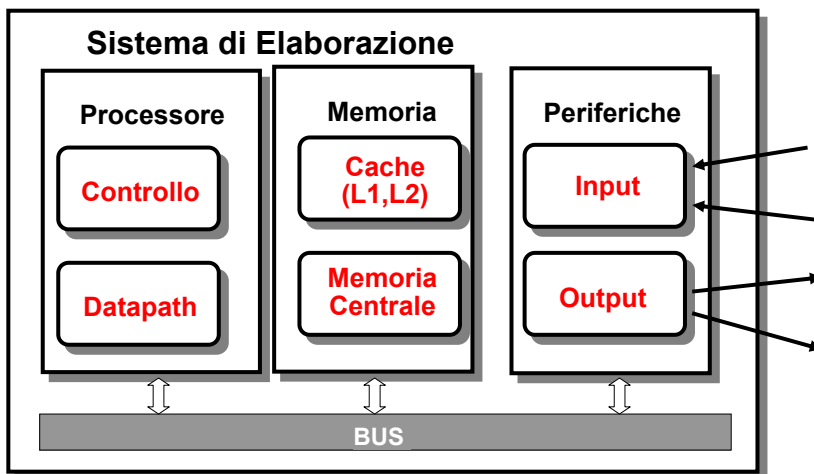 Sistema di Elaborazione
Processore
Controllo
Datapath
Memoria
Cache
(L1,L2)
Memoria
Centrale
Periferiche
Input
Output
BUS